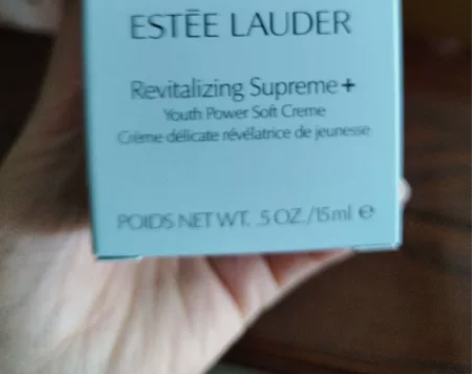 ESTĒE LAUDER
Revitalizing Supreme+
Youth Power Soft Creme
Crème délicate révélatrice de jeunesse
POIDS NET WT. .5 OZ./15ml ℮